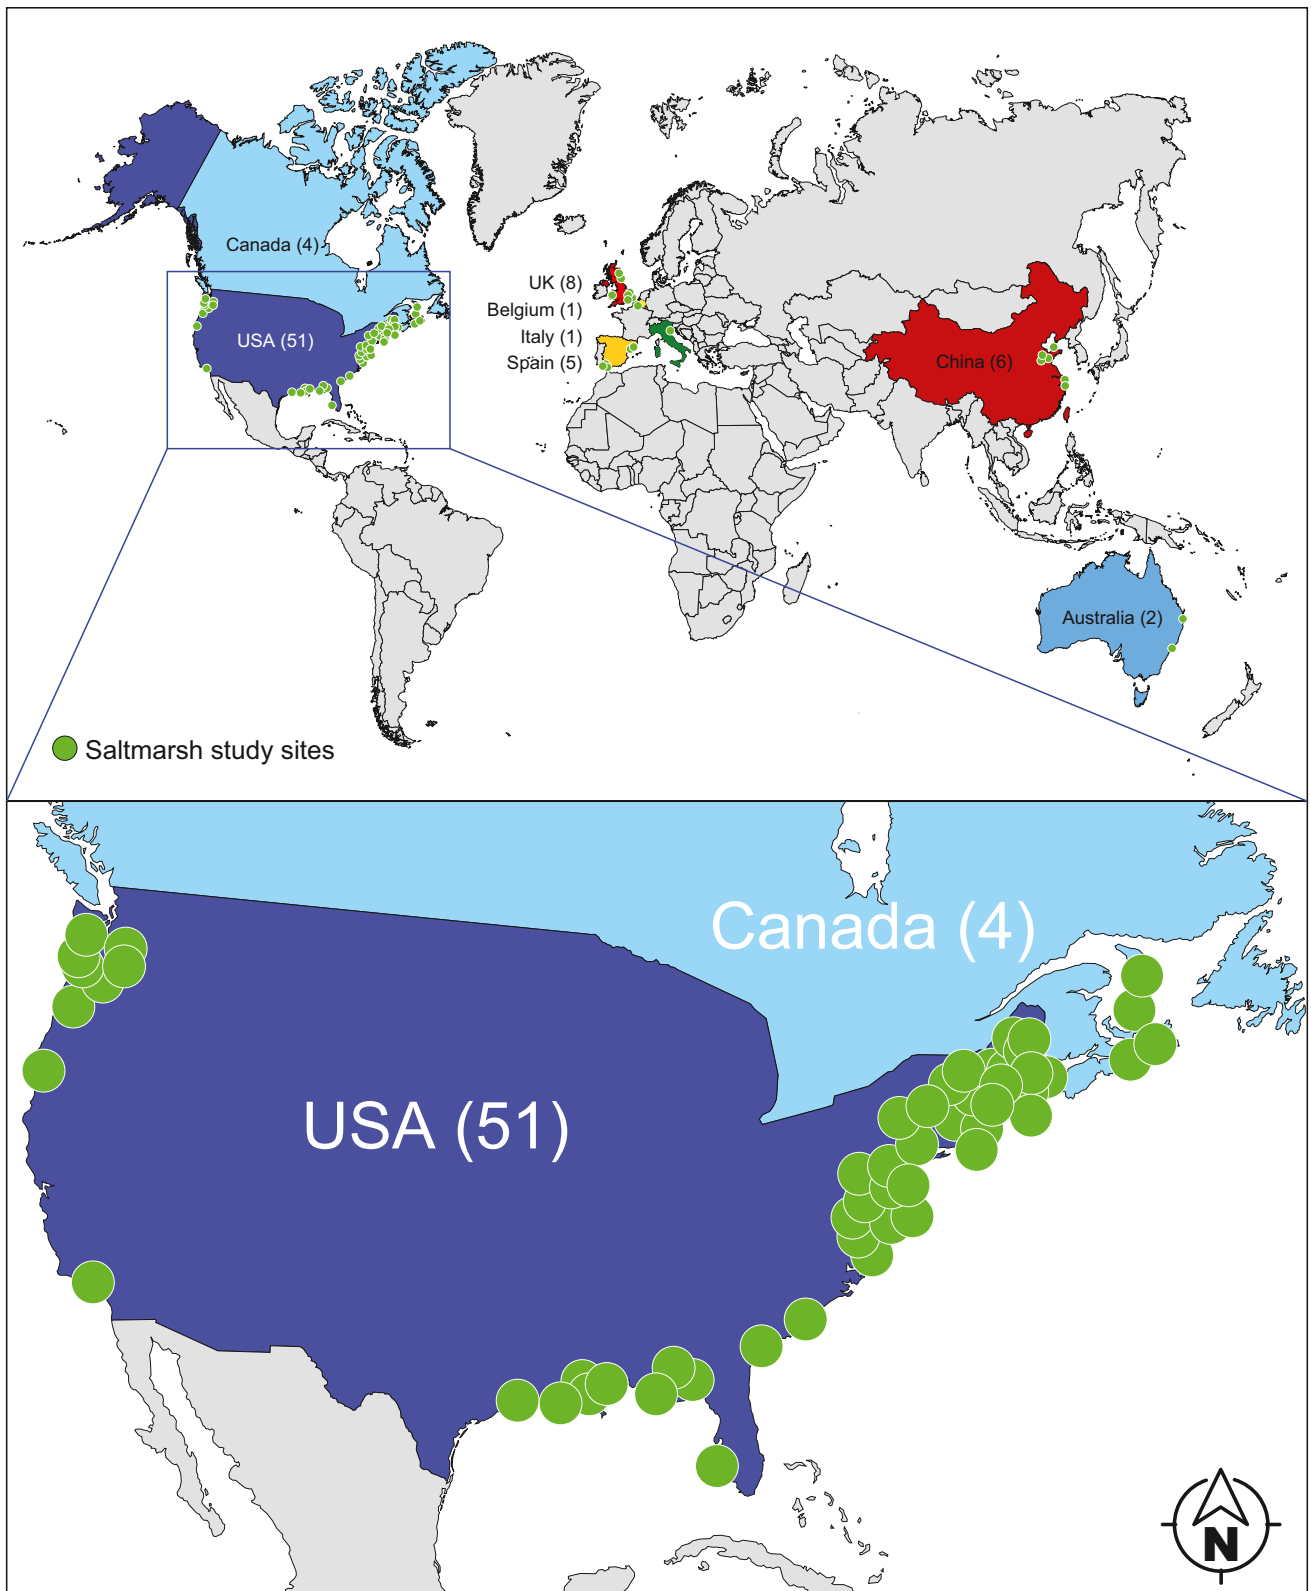 Canada (4)
UK (8)
Belgium (1)
USA (51)
Italy (1)
Spain (5)
China (6)
Australia (2)
Saltmarsh study sites
Canada (4)
USA (51)
N